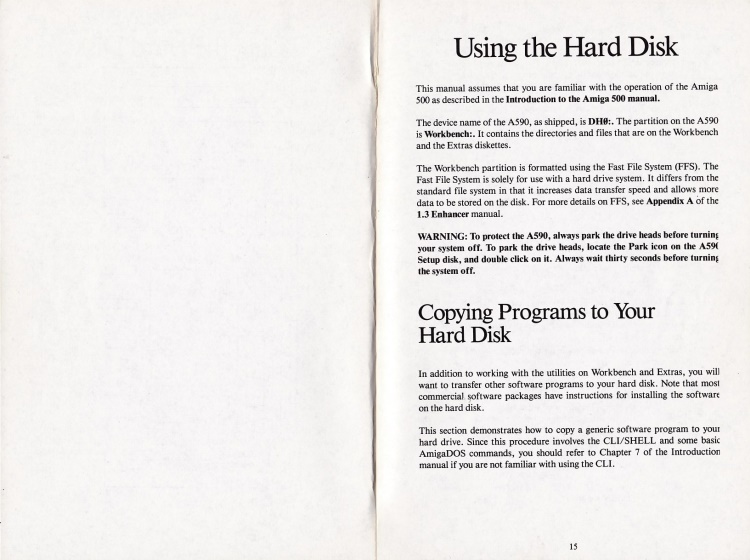 Using the Hard Disk
This manual assumes that you are familiar with the operation of the Amiga
500 as described in the Introduction to the Amiga 500 manual.
The device name of the A590, as shipped, is DH0:. The partition on the A590
is Workbench:. It contains the directories and files that are on the Workbench
and the Extras diskettes.
The Workbench partition is formatted using the Fast File System (FFS). The
Fast File System is solely for use with a hard drive system. It differs from the
standard file system in that it increases data transfer speed and allows more
data to be stored on the disk. For more details on FFS, see Appendix A of the
1.3 Enhancer manual.
WARNING: To protect the A590, always park the drive heads before turning
your system off. To park the drive heads, locate the Park icon on the A590
Setup disk, and double click on it. Always wait thirty seconds before turning
the system off.
Copying Programs to Your
Hard Disk
In addition to working with the utilities on Workbench and Extras, you will
want to transfer other software programs to your hard disk. Note that most
commercial software packages have instructions for installing the software
on the hard disk.
This section demonstrates how to copy a generic software program to your
hard drive. Since this procedure involves the CLI/SHELL and some basic
AmigaDOS commands, you should refer to Chapter 7 of the Introduction
manual if you are not familiar with using the CLI.
15